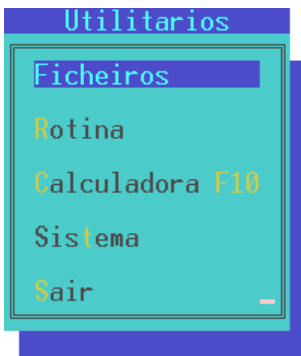 Utilitarios
Ficheiros
Rotina
Calculadora F10
Sistema
Sair